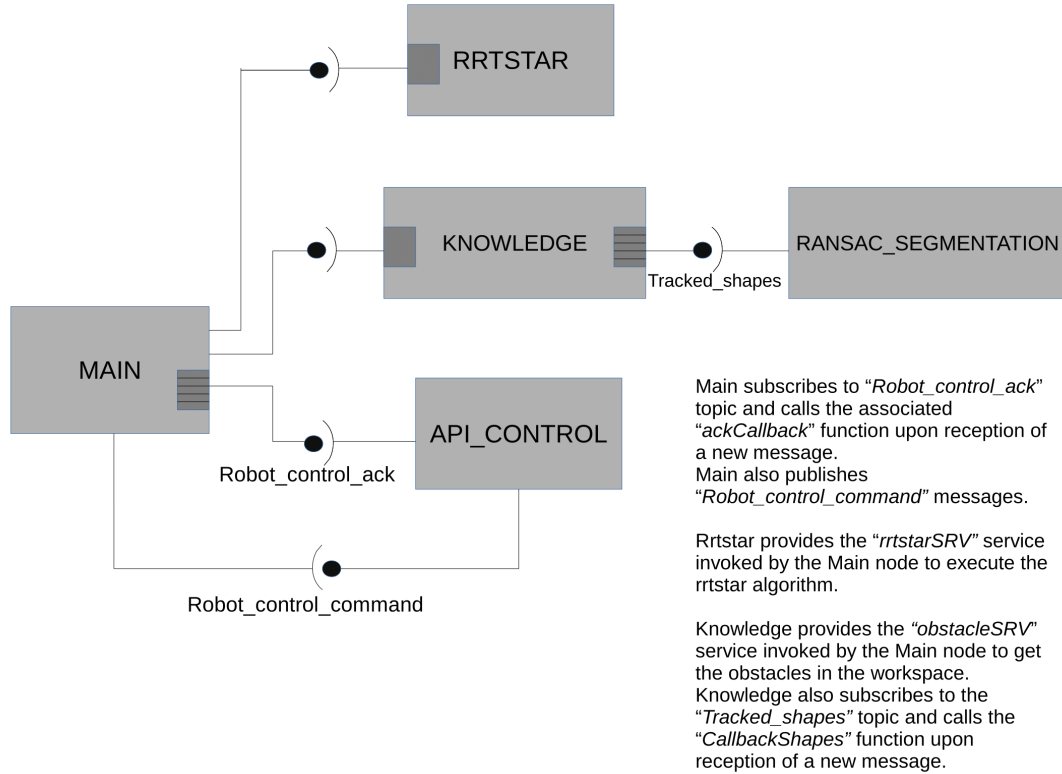 RRTSTAR
KNOWLEDGE
RANSAC_SEGMENTATION
Tracked_shapes
MAIN
API_CONTROL
Robot_control_ack
Robot_control_command
Main subscribes to “Robot_control_ack”
topic and calls the associated
“ackCallback” function upon reception of
a new message.
Main also publishes
“Robot_control_command” messages.
Rrtstar provides the “rrtstarSRV” service
invoked by the Main node to execute the
rrtstar algorithm.
Knowledge provides the “obstacleSRV”
service invoked by the Main node to get
the obstacles in the workspace.
Knowledge also subscribes to the
“Tracked_shapes” topic and calls the
“CallbackShapes” function upon
reception of a new message.